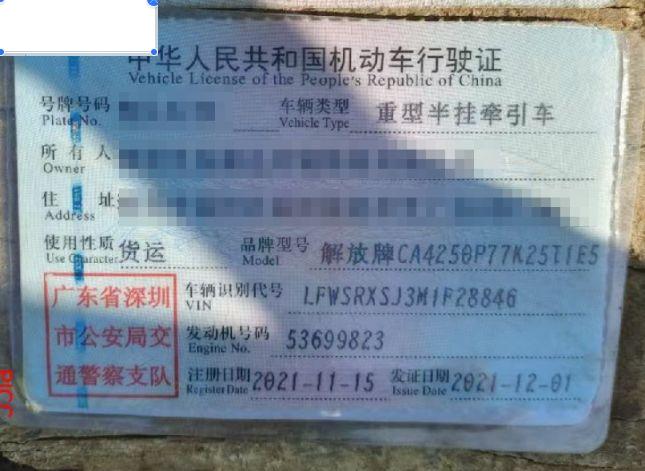 中华人民共和国机动车行驶证
Vehicle License of the People's Republic of China
号牌号码 车辆类型 重型半挂牵引车
Plate No. Vehicle Type
所有人
Owner
住址
Address
使用性质 货运 品牌型号 解放牌CA4250P77K25T1E5
Use Character Model
广东省深圳 车辆识别代号 LFWSRXSJ3M1F28846
VIN
市公安局交 发动机号码 53699823
Engine No.
通警察支队 注册日期 2021-11-15 发证日期 2021-12-01
Register Date Issue Date
PICC